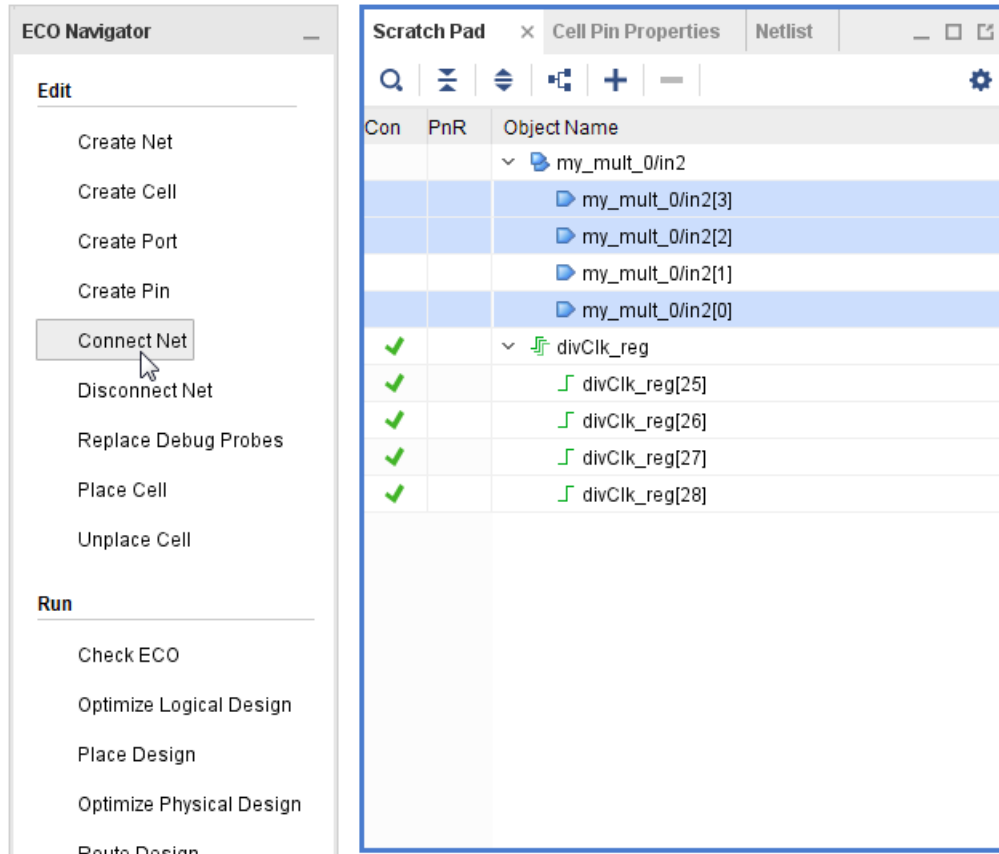 ECO Navigator
Edit
Create Net
Create Cell
Create Port
Create Pin
Connect Net
Disconnect Net
Replace Debug Probes
Place Cell
Unplace Cell
Run
Check ECO
Optimize Logical Design
Place Design
Optimize Physical Design
Route Design
Scratch Pad Cell Pin Properties Netlist
Con PnR Object Name
my_mult_0/in2
my_mult_0/in2[3]
my_mult_0/in2[2]
my_mult_0/in2[1]
my_mult_0/in2[0]
divClk_reg
divClk_reg[25]
divClk_reg[26]
divClk_reg[27]
divClk_reg[28]